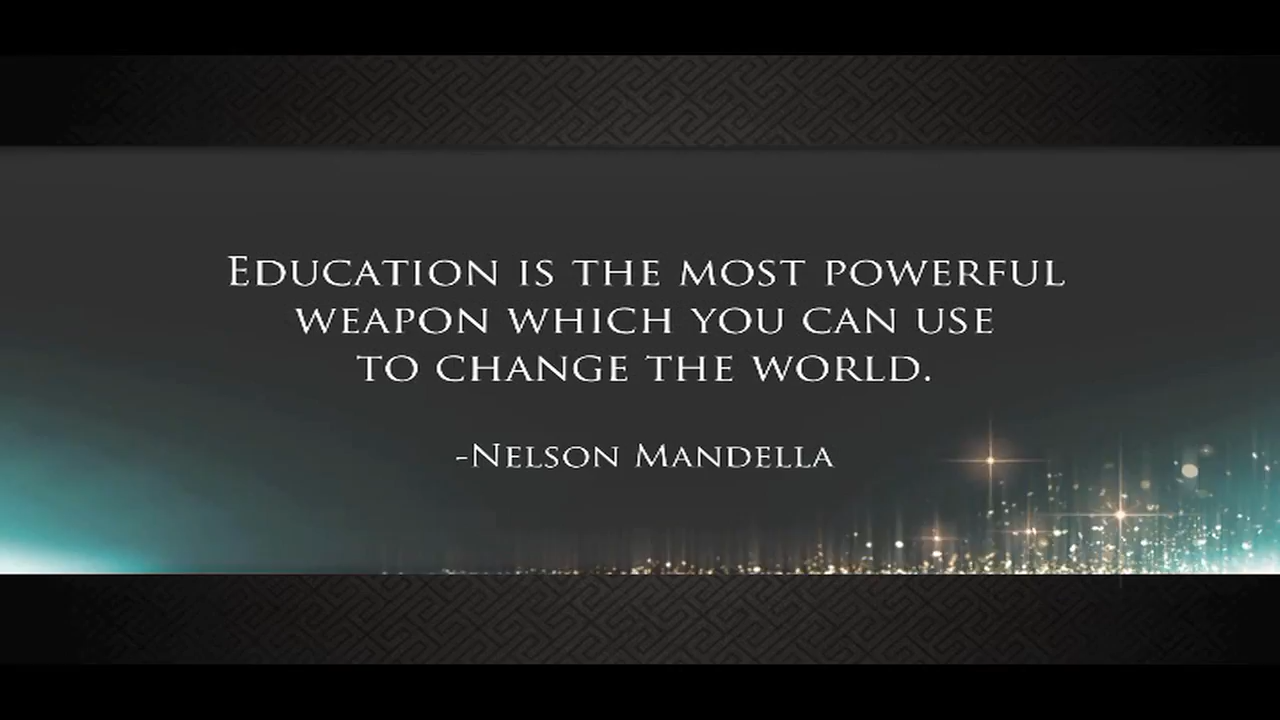 Education is the most powerful
weapon which you can use
to change the world.
-Nelson Mandella